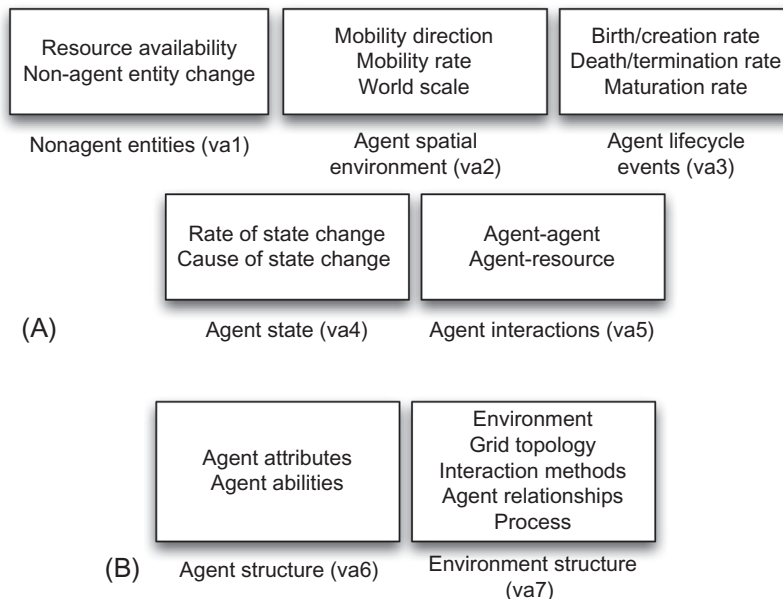 Resource availability
Non-agent entity change
Nonagent entities (va1)
Mobility direction
Mobility rate
World scale
Agent spatial
environment (va2)
Birth/creation rate
Death/termination rate
Maturation rate
Agent lifecycle
events (va3)
Rate of state change
Cause of state change
Agent state (va4)
Agent-agent
Agent-resource
Agent interactions (va5)
(A)
Agent attributes
Agent abilities
Agent structure (va6)
Environment
Grid topology
Interaction methods
Agent relationships
Process
Environment structure
(va7)
(B)